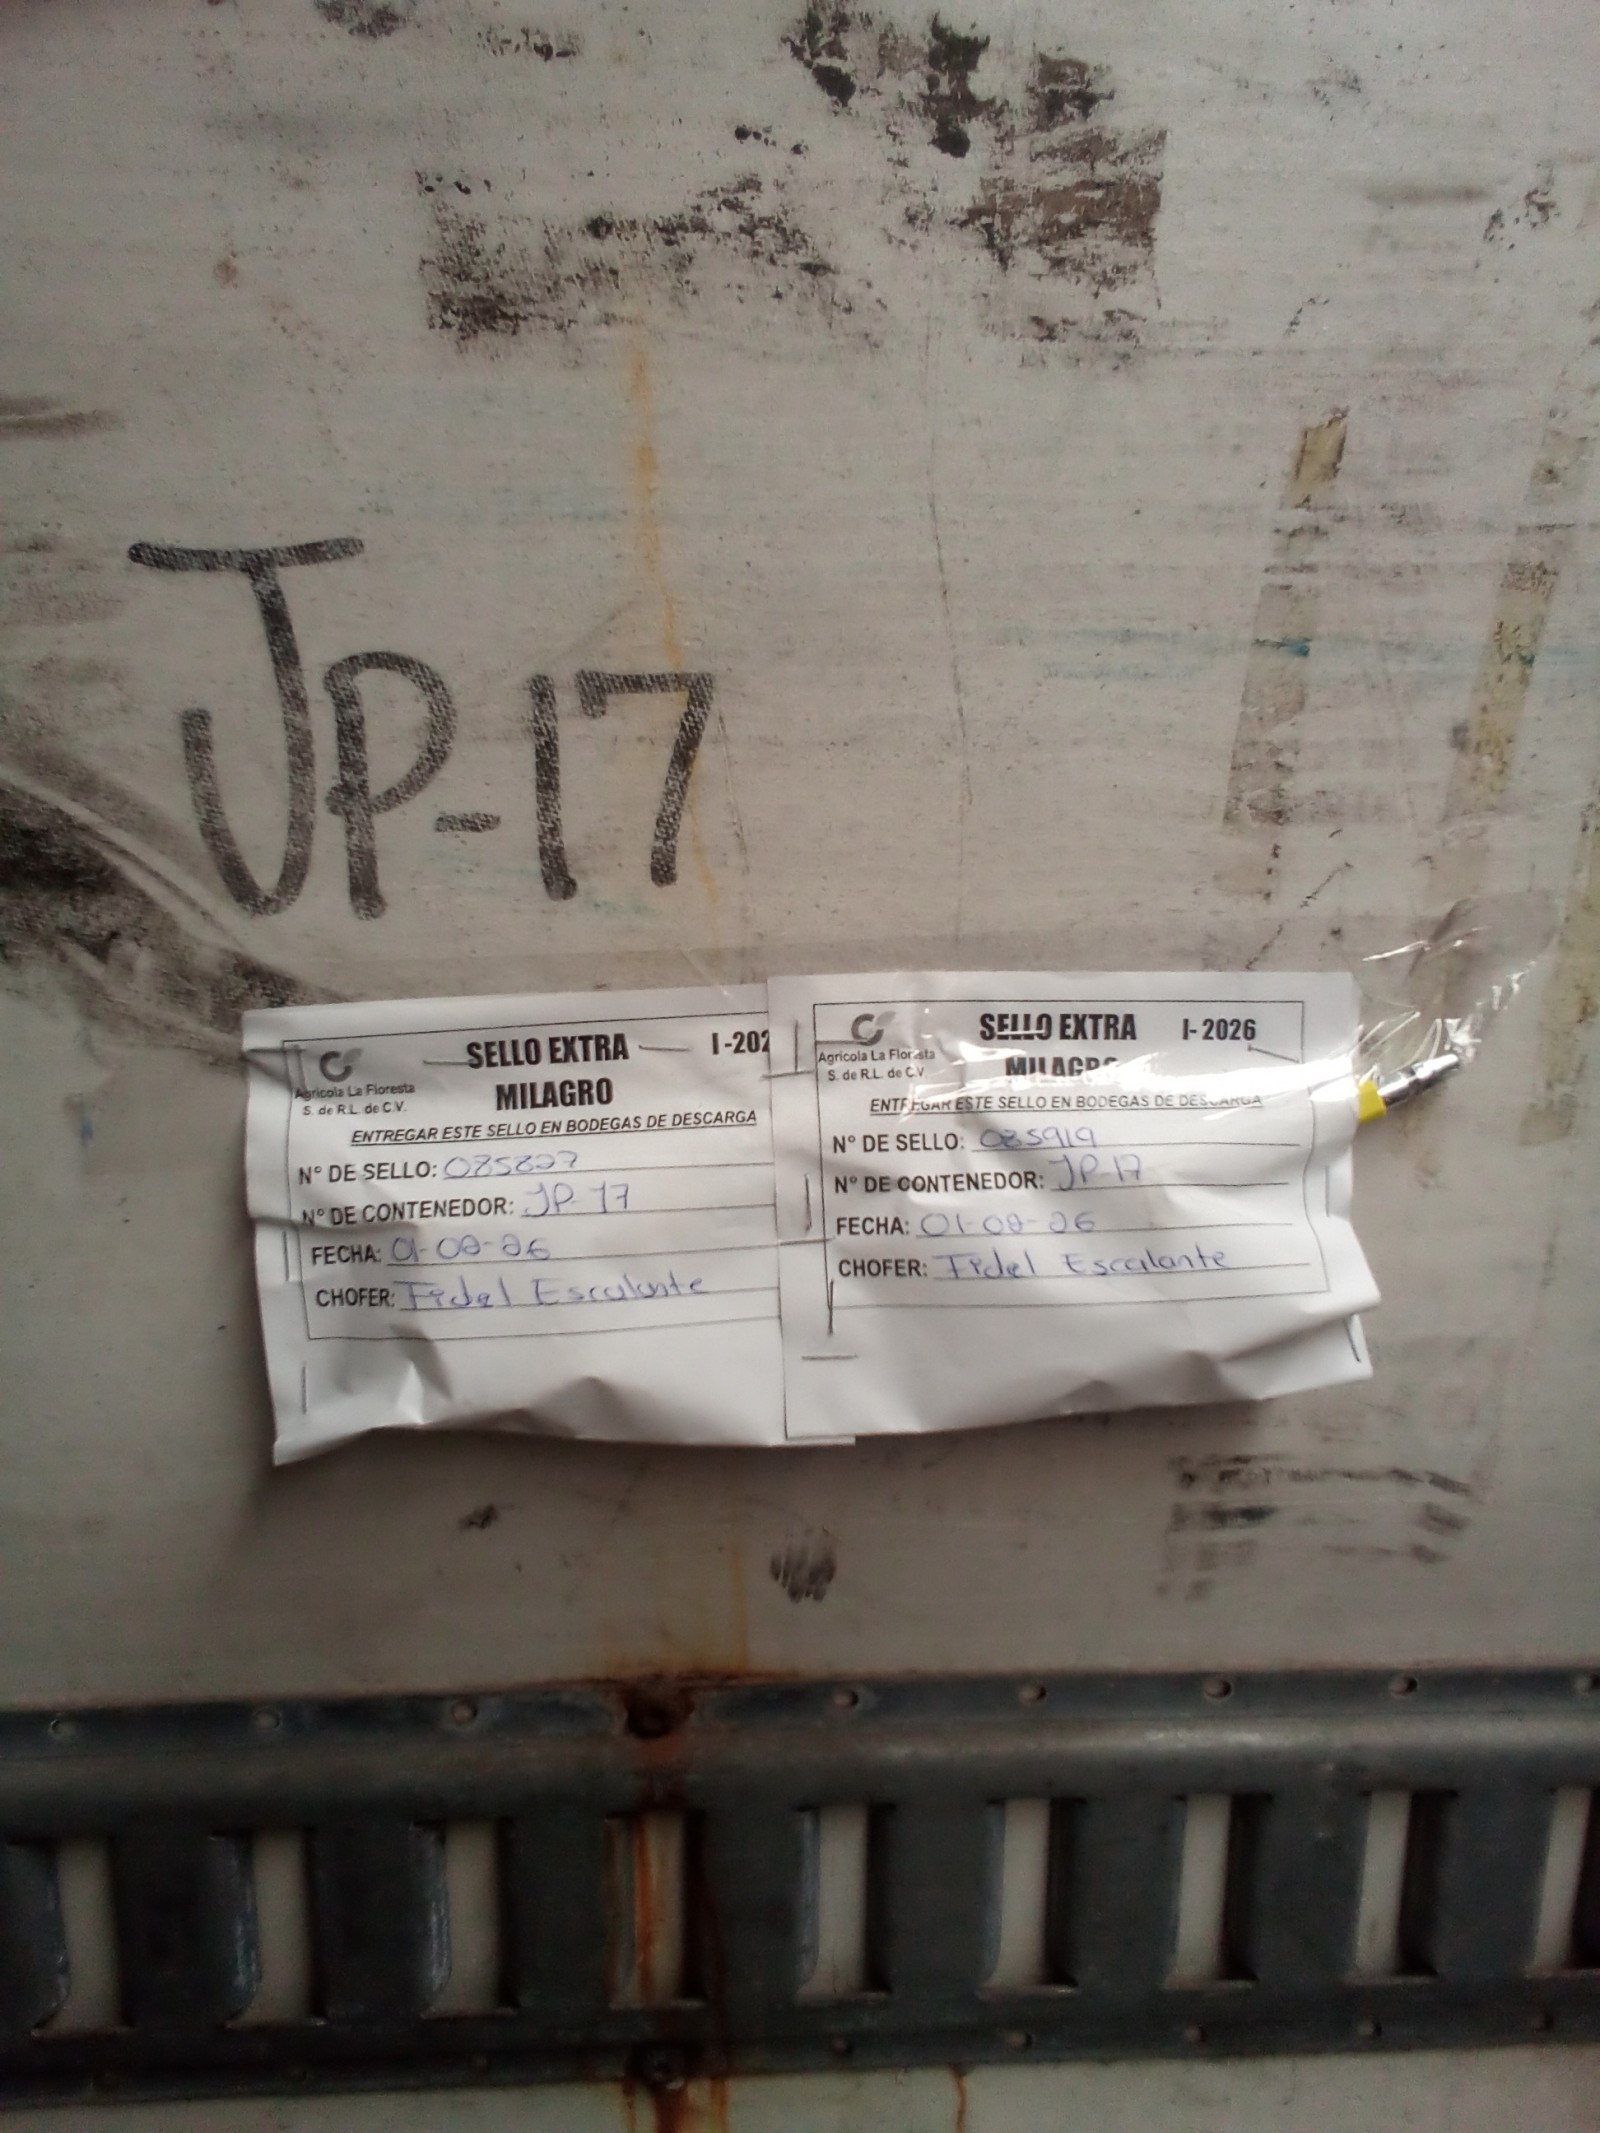 JP-17
Agricola La Floresta
S. de R.L. de C.V.
SELLO EXTRA I-202
MILAGRO
ENTREGAR ESTE SELLO EN BODEGAS DE DESCARGA
N° DE SELLO: 085827
N° DE CONTENEDOR: JP-17
FECHA: 01-02-26
CHOFER: Fidel Escalante
Agricola La Floresta
S. de R.L. de C.V.
SELLO EXTRA I-2026
MILAGRO
ENTREGAR ESTE SELLO EN BODEGAS DE DESCARGA
N° DE SELLO: 085919
N° DE CONTENEDOR: JP-17
FECHA: 01-02-26
CHOFER: Fidel Escalante